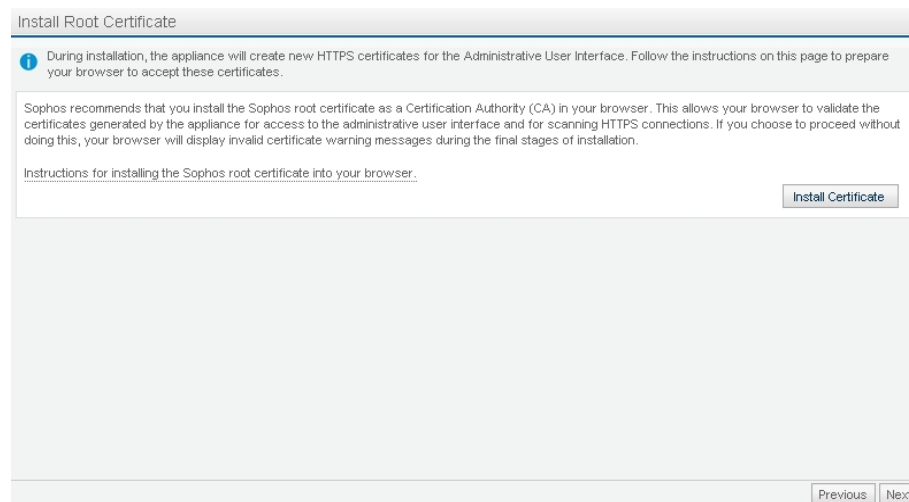 Install Root Certificate
During installation, the appliance will create new HTTPS certificates for the Administrative User Interface. Follow the instructions on this page to prepare
your browser to accept these certificates.
Sophos recommends that you install the Sophos root certificate as a Certification Authority (CA) in your browser. This allows your browser to validate the
certificates generated by the appliance for access to the administrative user interface and for scanning HTTPS connections. If you choose to proceed without
doing this, your browser will display invalid certificate warning messages during the final stages of installation.
Instructions for installing the Sophos root certificate into your browser.
Install Certificate
Previous